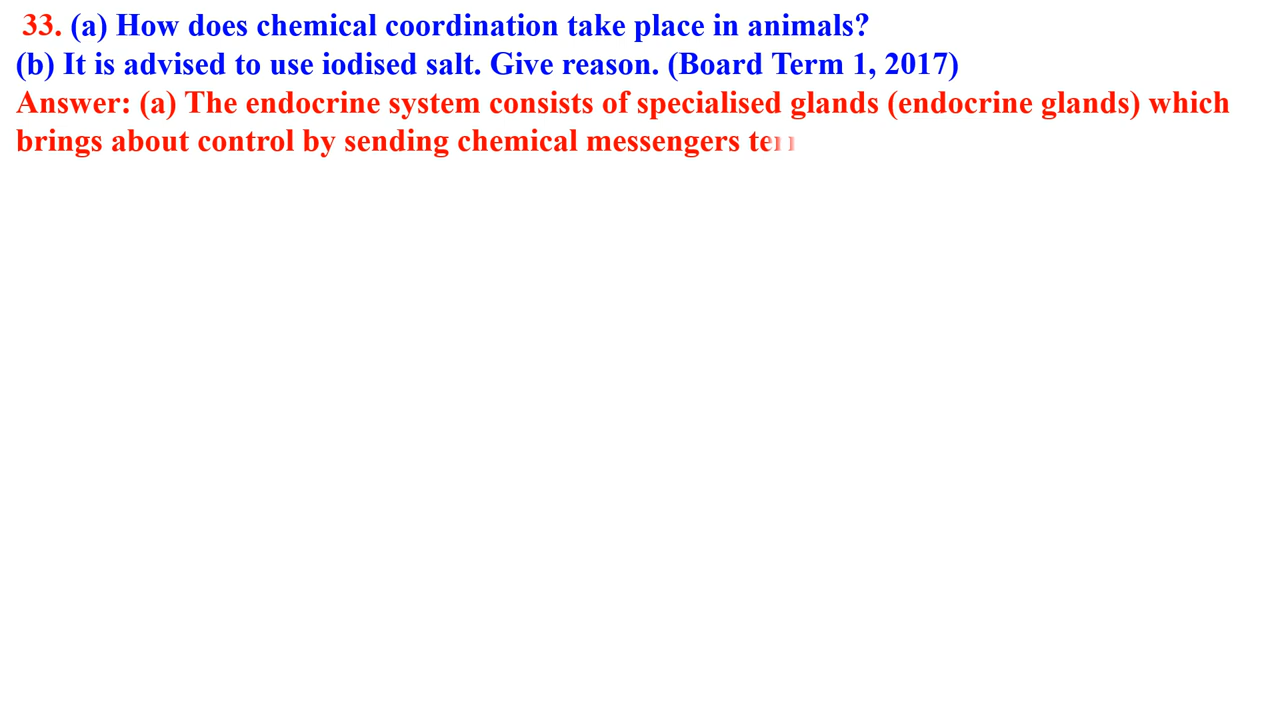 33. (a) How does chemical coordination take place in animals?
(b) It is advised to use iodised salt. Give reason. (Board Term 1, 2017)
Answer: (a) The endocrine system consists of specialised glands (endocrine glands) which
brings about control by sending chemical messengers